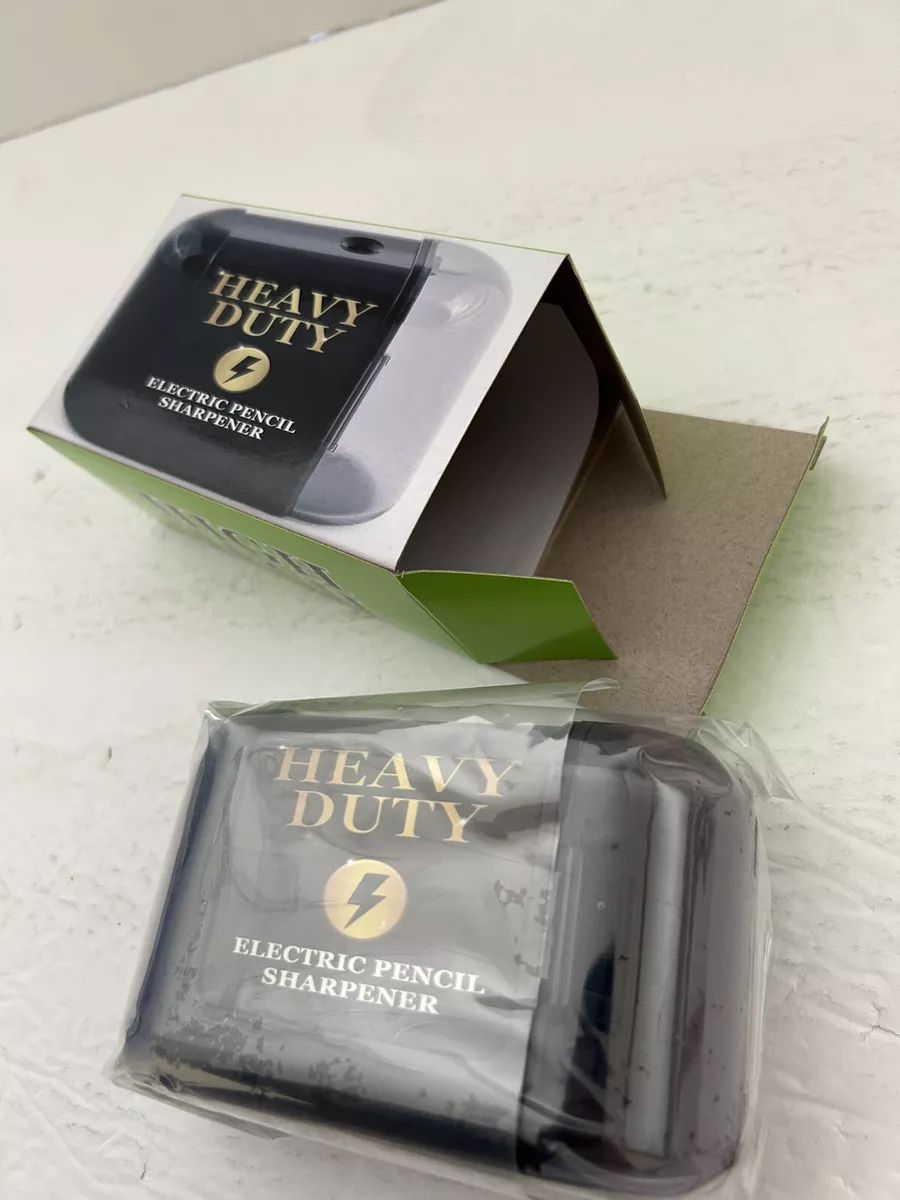 HEAVY
DUTY
ELECTRIC PENCIL
SHARPENER
HEAVY
DUTY
ELECTRIC PENCIL
SHARPENER